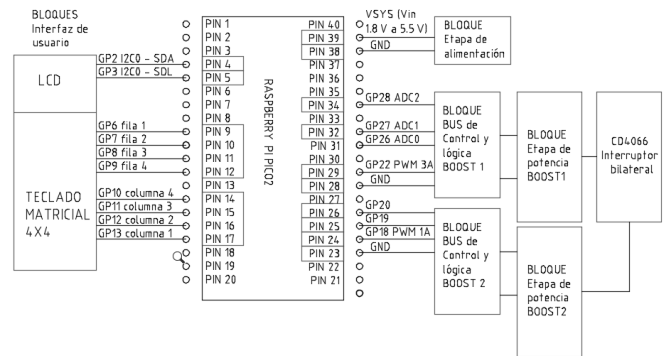 BLOQUES
Interfaz de
usuario
LCD
GP2 I2C0 - SDA
GP3 I2C0 - SDL
TECLADO
MATRICIAL
4X4
GP6 fila 1
GP7 fila 2
GP8 fila 3
GP9 fila 4
GP10 columna 4
GP11 columna 3
GP12 columna 2
GP13 columna 1
PIN 1
PIN 2
PIN 3
PIN 4
PIN 5
PIN 6
PIN 7
PIN 8
PIN 9
PIN 10
PIN 11
PIN 12
PIN 13
PIN 14
PIN 15
PIN 16
PIN 17
PIN 18
PIN 19
PIN 20
RASPBERRY PI PICO2
PIN 40
PIN 39
PIN 38
PIN 37
PIN 36
PIN 35
PIN 34
PIN 33
PIN 32
PIN 31
PIN 30
PIN 29
PIN 28
PIN 27
PIN 26
PIN 25
PIN 24
PIN 23
PIN 22
PIN 21
VSYS (Vin
1.8 V a 5.5 V)
GND
BLOQUE
Etapa de
alimentación
GP28 ADC2
GP27 ADC1
GP26 ADC0
GP22 PWM 3A
GND
BLOQUE
BUS de
Control y
lógica
BOOST 1
BLOQUE
Etapa de
potencia
BOOST1
CD4066
Interruptor
bilateral
GP20
GP19
GP18 PWM 1A
GND
BLOQUE
BUS de
Control y
lógica
BOOST 2
BLOQUE
Etapa de
potencia
BOOST2